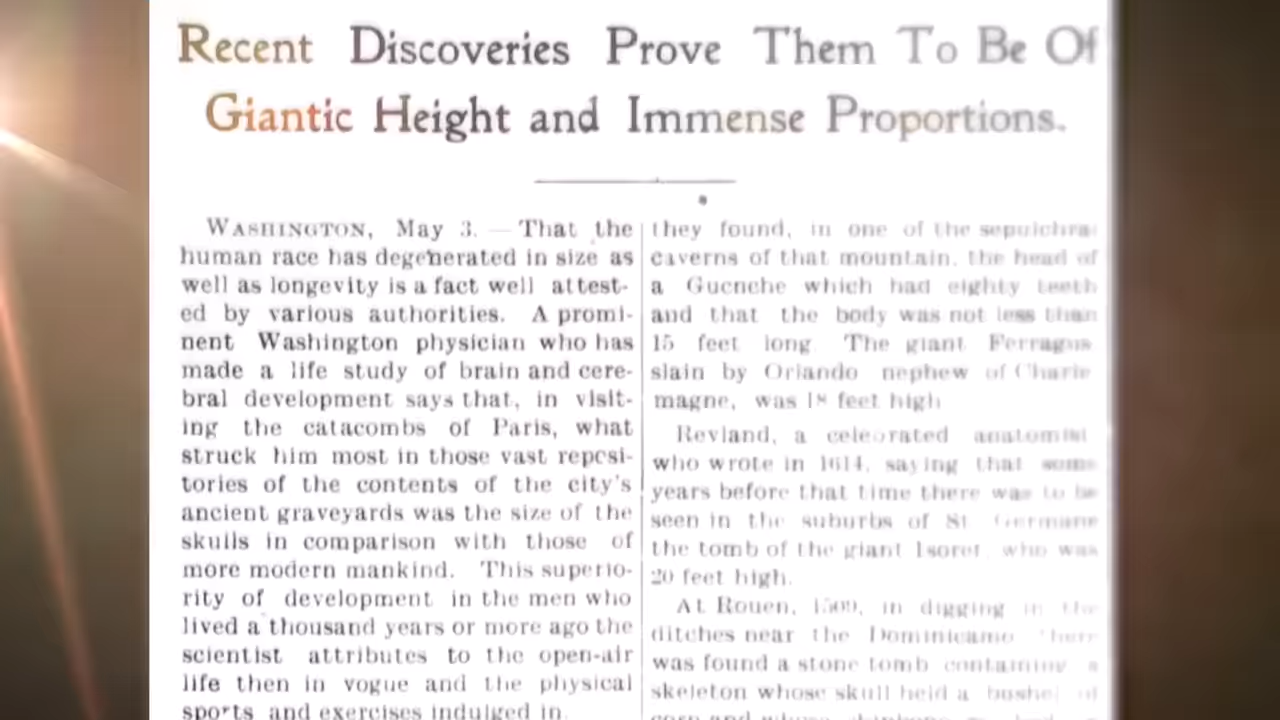 Recent Discoveries Prove Them To Be Of
Giantic Height and Immense Proportions.
WASHINGTON, May 3. — That the
human race has degenerated in size as
well as longevity is a fact well attest-
ed by various authorities. A promi-
nent Washington physician who has
made a life study of brain and cere-
bral development says that, in visit-
ing the catacombs of Paris, what
struck him most in those vast reposi-
tories of the contents of the city's
ancient graveyards was the size of the
skulls in comparison with those of
more modern mankind. This superio-
rity of development in the men who
lived a thousand years or more ago the
scientist attributes to the open-air
life then in vogue and the physical
sports and exercises indulged in.
they found, in one of the sepulchral
caverns of that mountain, the head of
a Guenche which had eighty teeth
and that the body was not less than
15 feet long. The giant Ferragus
slain by Orlando nephew of Charle
magne, was 18 feet high
Revland, a celebrated anatomist
who wrote in 1614, saying that some
years before that time there was to be
seen in the suburbs of St. Germane
the tomb of the giant Isoret, who was
20 feet high.
At Rouen, 1509, in digging in the
ditches near the Dominicamo there
was found a stone tomb containing a
skeleton whose skull held a bushel of
corn and whose